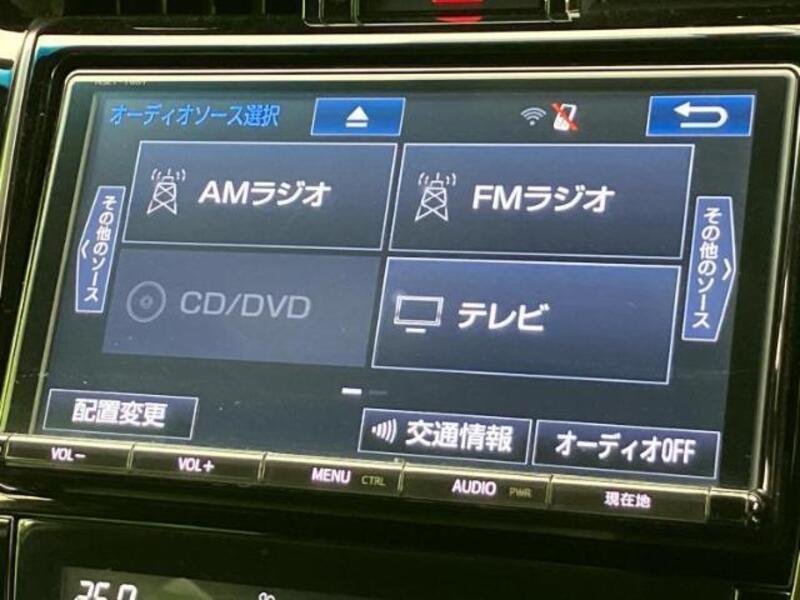 オーディオソース選択
AMラジオ
FMラジオ
その他のソース
その他のソース
CD/DVD
テレビ
配置変更
交通情報
オーディオOFF
VOL−
VOL+
MENU CTRL
AUDIO PWR
現在地